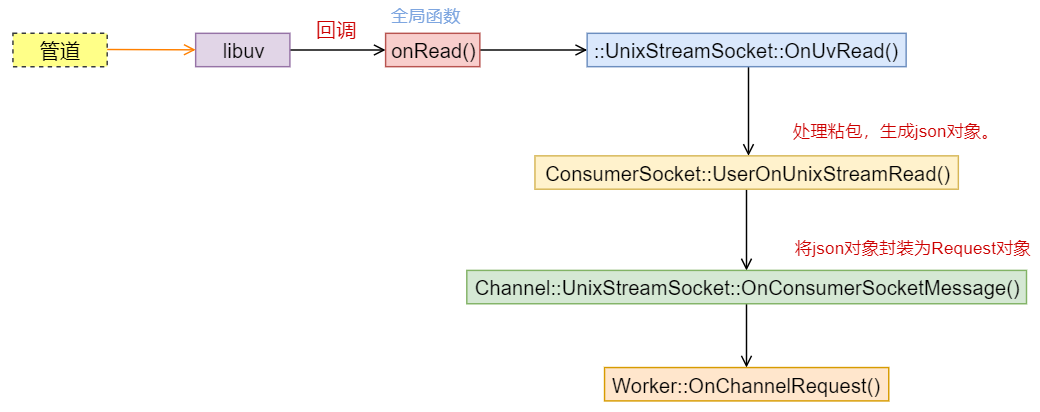 全局函数
管道
libuv
回调
onRead()
::UnixStreamSocket::OnUvRead()
处理粘包，生成json对象。
ConsumerSocket::UserOnUnixStreamRead()
将json对象封装为Request对象
Channel::UnixStreamSocket::OnConsumerSocketMessage()
Worker::OnChannelRequest()